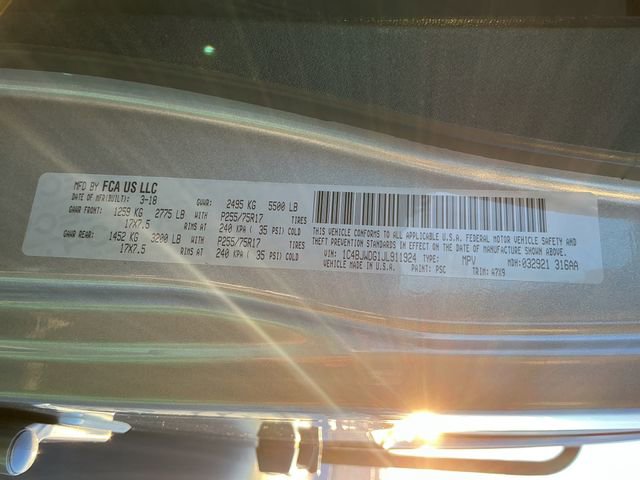 MFD BY FCA US LLC
DATE OF MFR(BUILT): 3-18 GVWR: 2495 KG 5500 LB
GAWR FRONT: 1259 KG 2775 LB WITH P255/75R17 TIRES
17X7.5 RIMS AT 240 KPA ( 35 PSI) COLD
GAWR REAR: 1452 KG 3200 LB WITH P255/75R17 TIRES
17X7.5 RIMS AT 240 KPA ( 35 PSI) COLD
THIS VEHICLE CONFORMS TO ALL APPLICABLE U.S.A. FEDERAL MOTOR VEHICLE SAFETY AND
THEFT PREVENTION STANDARDS IN EFFECT ON THE DATE OF MANUFACTURE SHOWN ABOVE.
VIN: 1C4BJWDG1JL911924 TYPE: MPV MDH: 032921 316AA
VEHICLE MADE IN U.S.A. PAINT: PSC TRIM: A7X9